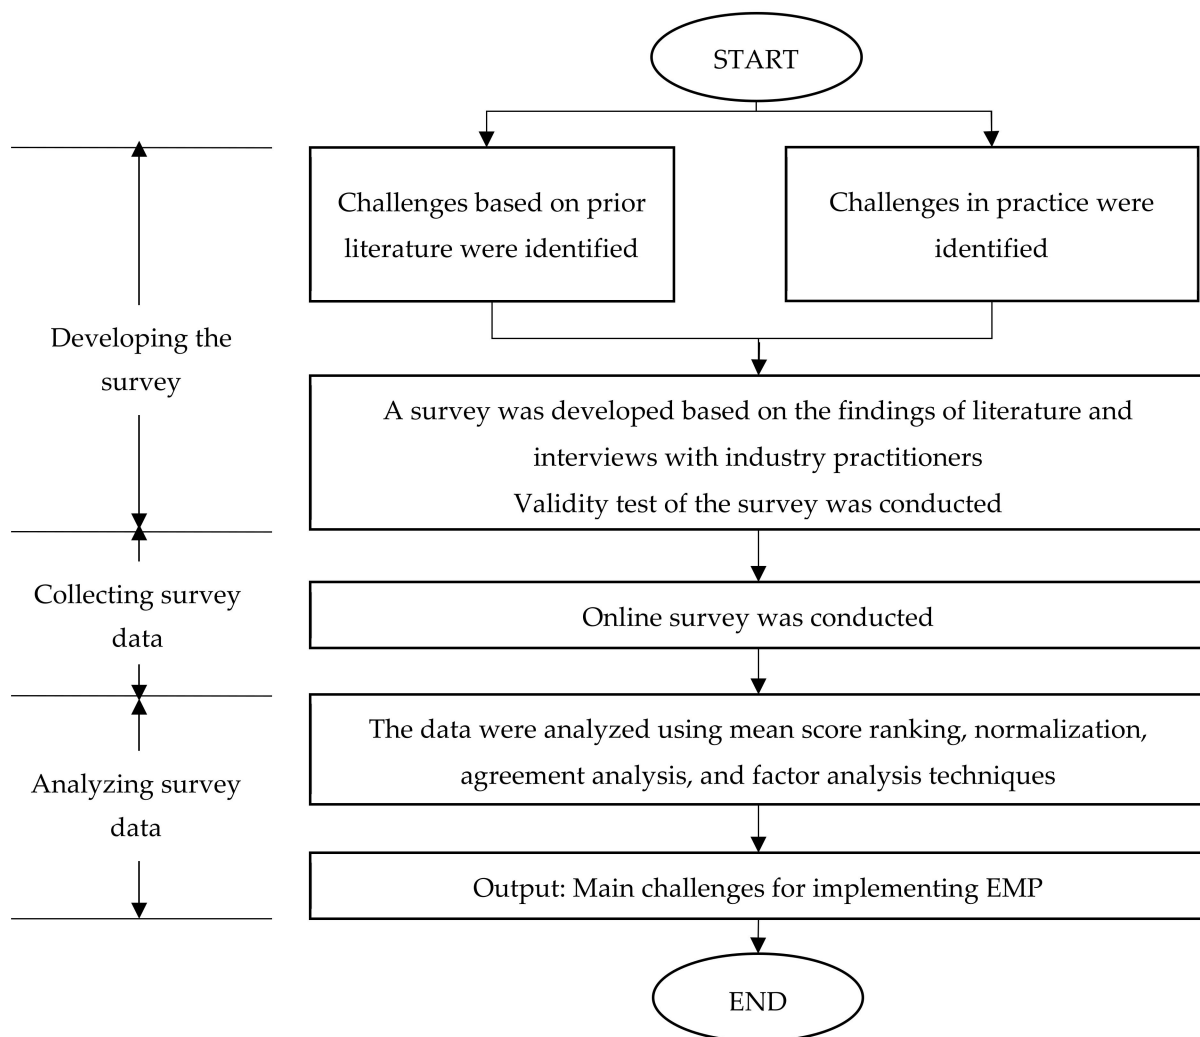 START
Challenges based on prior
literature were identified
Challenges in practice were
identified
Developing the
survey
A survey was developed based on the findings of literature and
interviews with industry practitioners
Validity test of the survey was conducted
Collecting survey
data
Online survey was conducted
The data were analyzed using mean score ranking, normalization,
agreement analysis, and factor analysis techniques
Analyzing survey
data
Output: Main challenges for implementing EMP
END